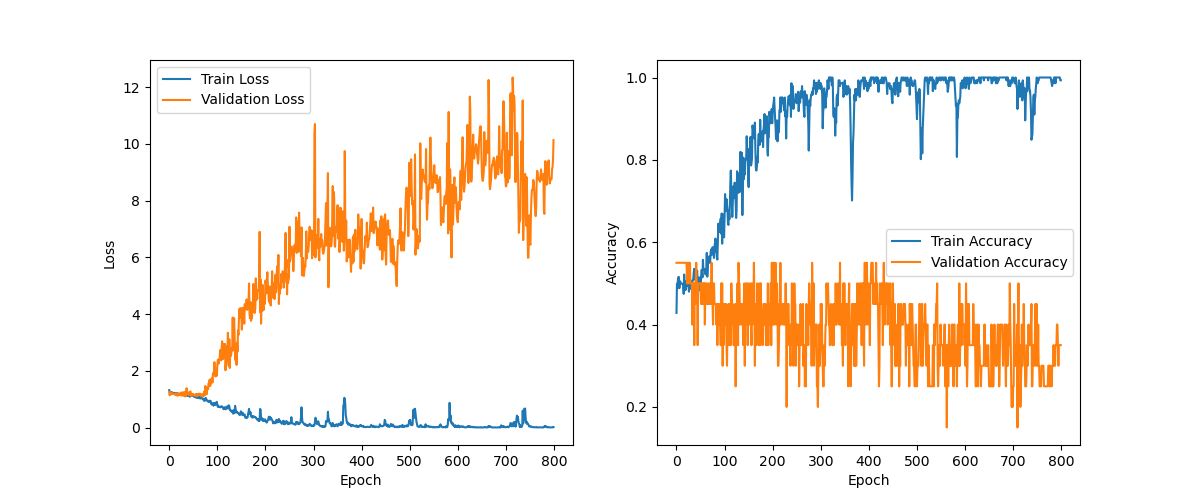 Train Loss
Validation Loss
12
10
8
6
4
2
0
Loss
0 100 200 300 400 500 600 700 800
Epoch
1.0
0.8
0.6
0.4
0.2
Accuracy
Train Accuracy
Validation Accuracy
0 100 200 300 400 500 600 700 800
Epoch